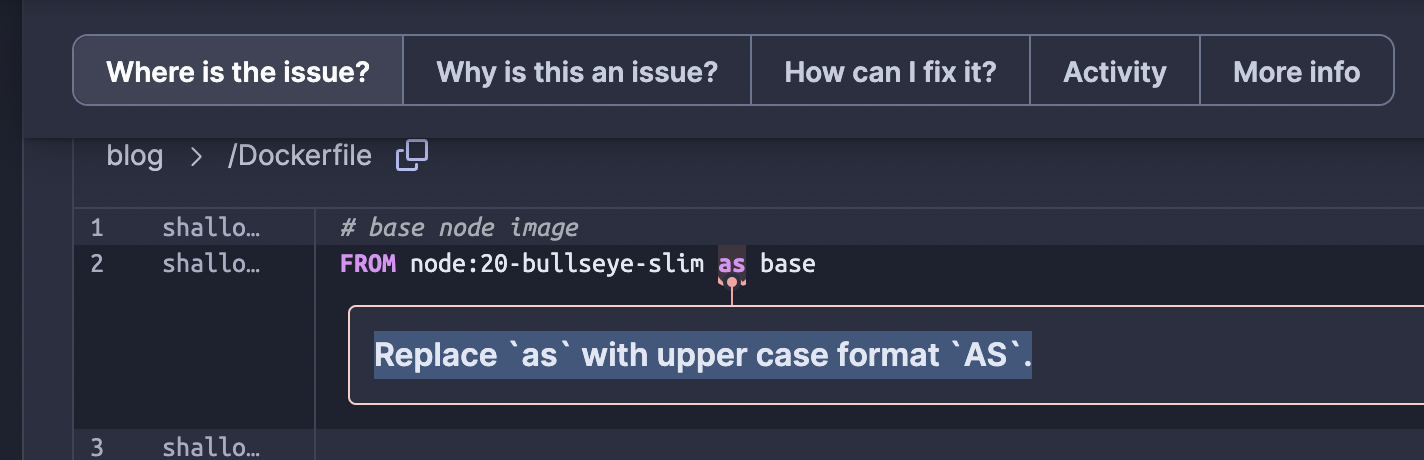 Where is the issue? Why is this an issue? How can I fix it? Activity More info
blog > /Dockerfile
1 shallo… # base node image
2 shallo… FROM node:20-bullseye-slim as base
Replace `as` with upper case format `AS`.
3 shallo…